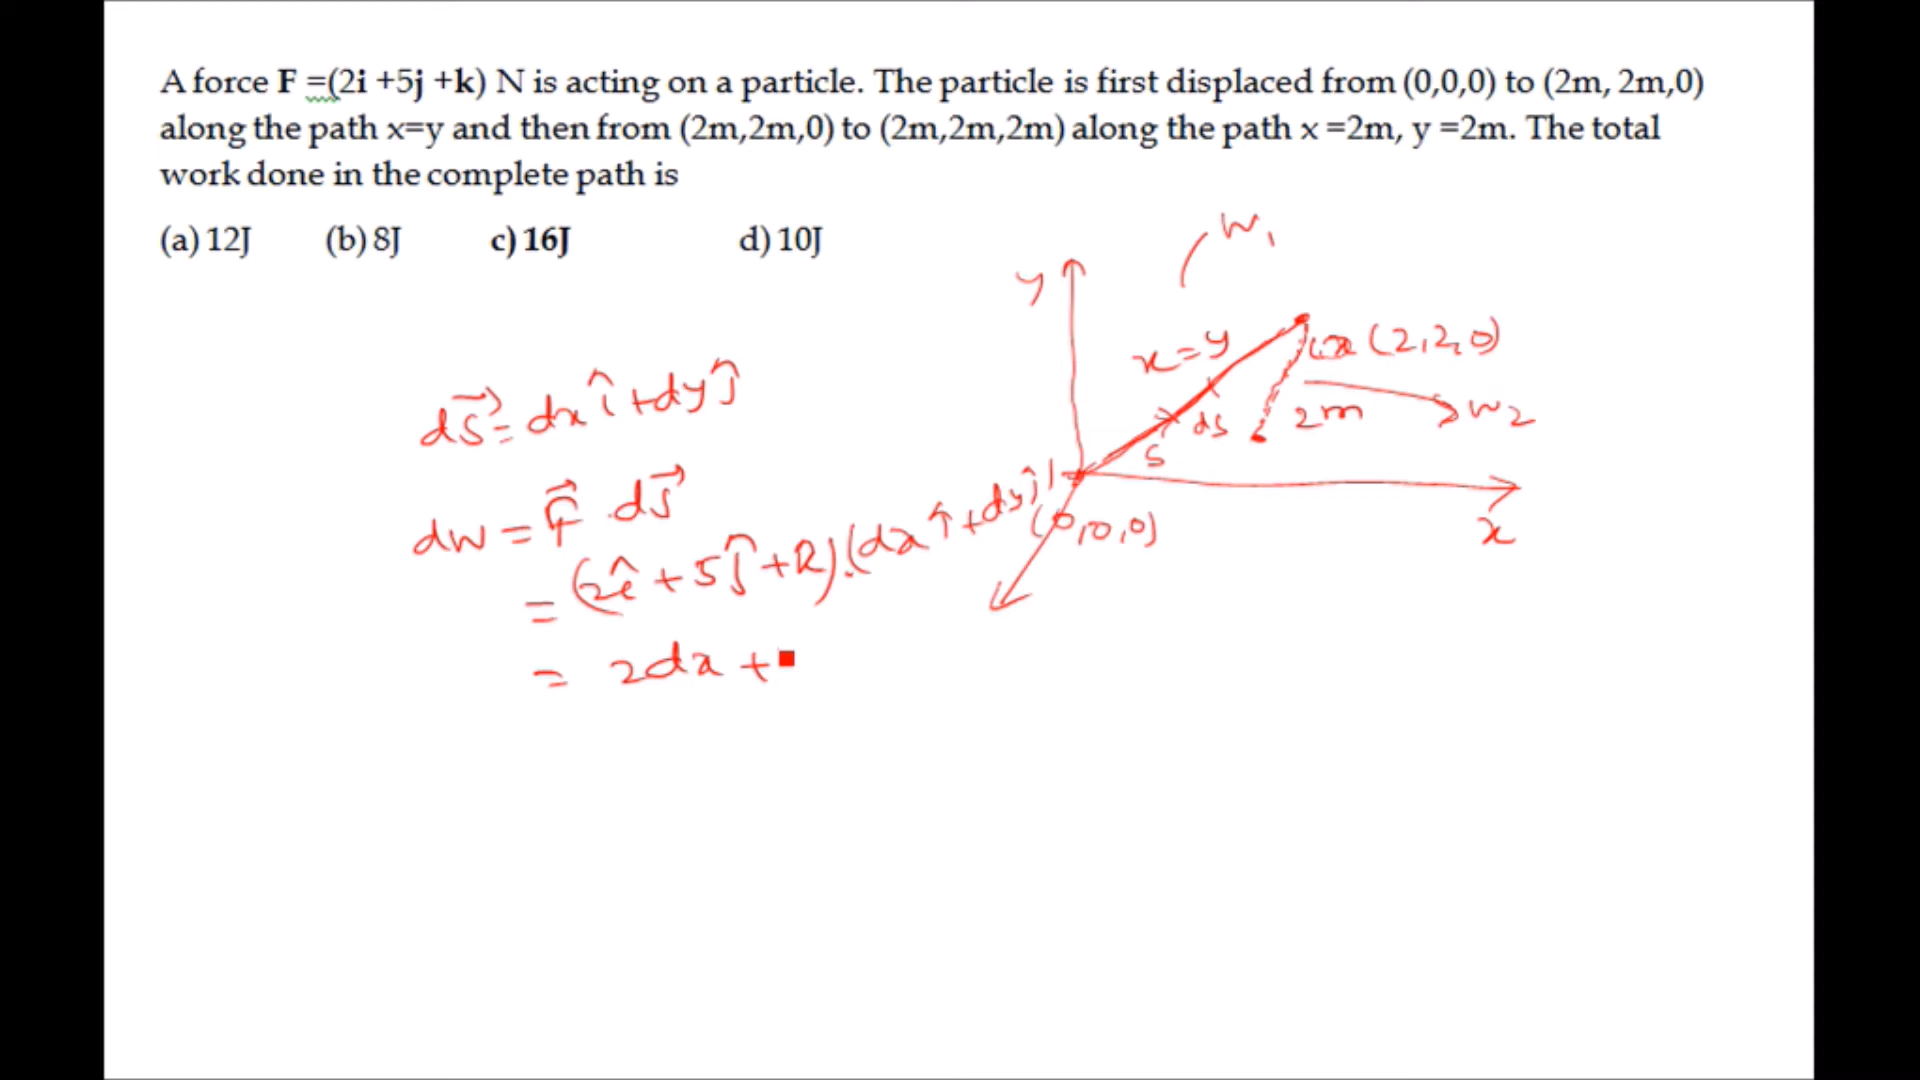 A force F =(2i +5j +k) N is acting on a particle. The particle is first displaced from (0,0,0) to (2m, 2m,0)
along the path x=y and then from (2m,2m,0) to (2m,2m,2m) along the path x =2m, y =2m. The total
work done in the complete path is
(a) 12J (b) 8J c) 16J d) 10J
W₁
y
x=y
(2,2,0)
ds
2m
W2
s
(0,0,0)
x
ds⃗ = dx î + dy ĵ
dw = F⃗ . ds⃗
= (2î + 5ĵ + k̂).(dx î + dy ĵ)
= 2dx +